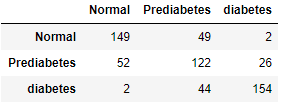 Normal Prediabetes diabetes
Normal 149 49 2
Prediabetes 52 122 26
diabetes 2 44 154